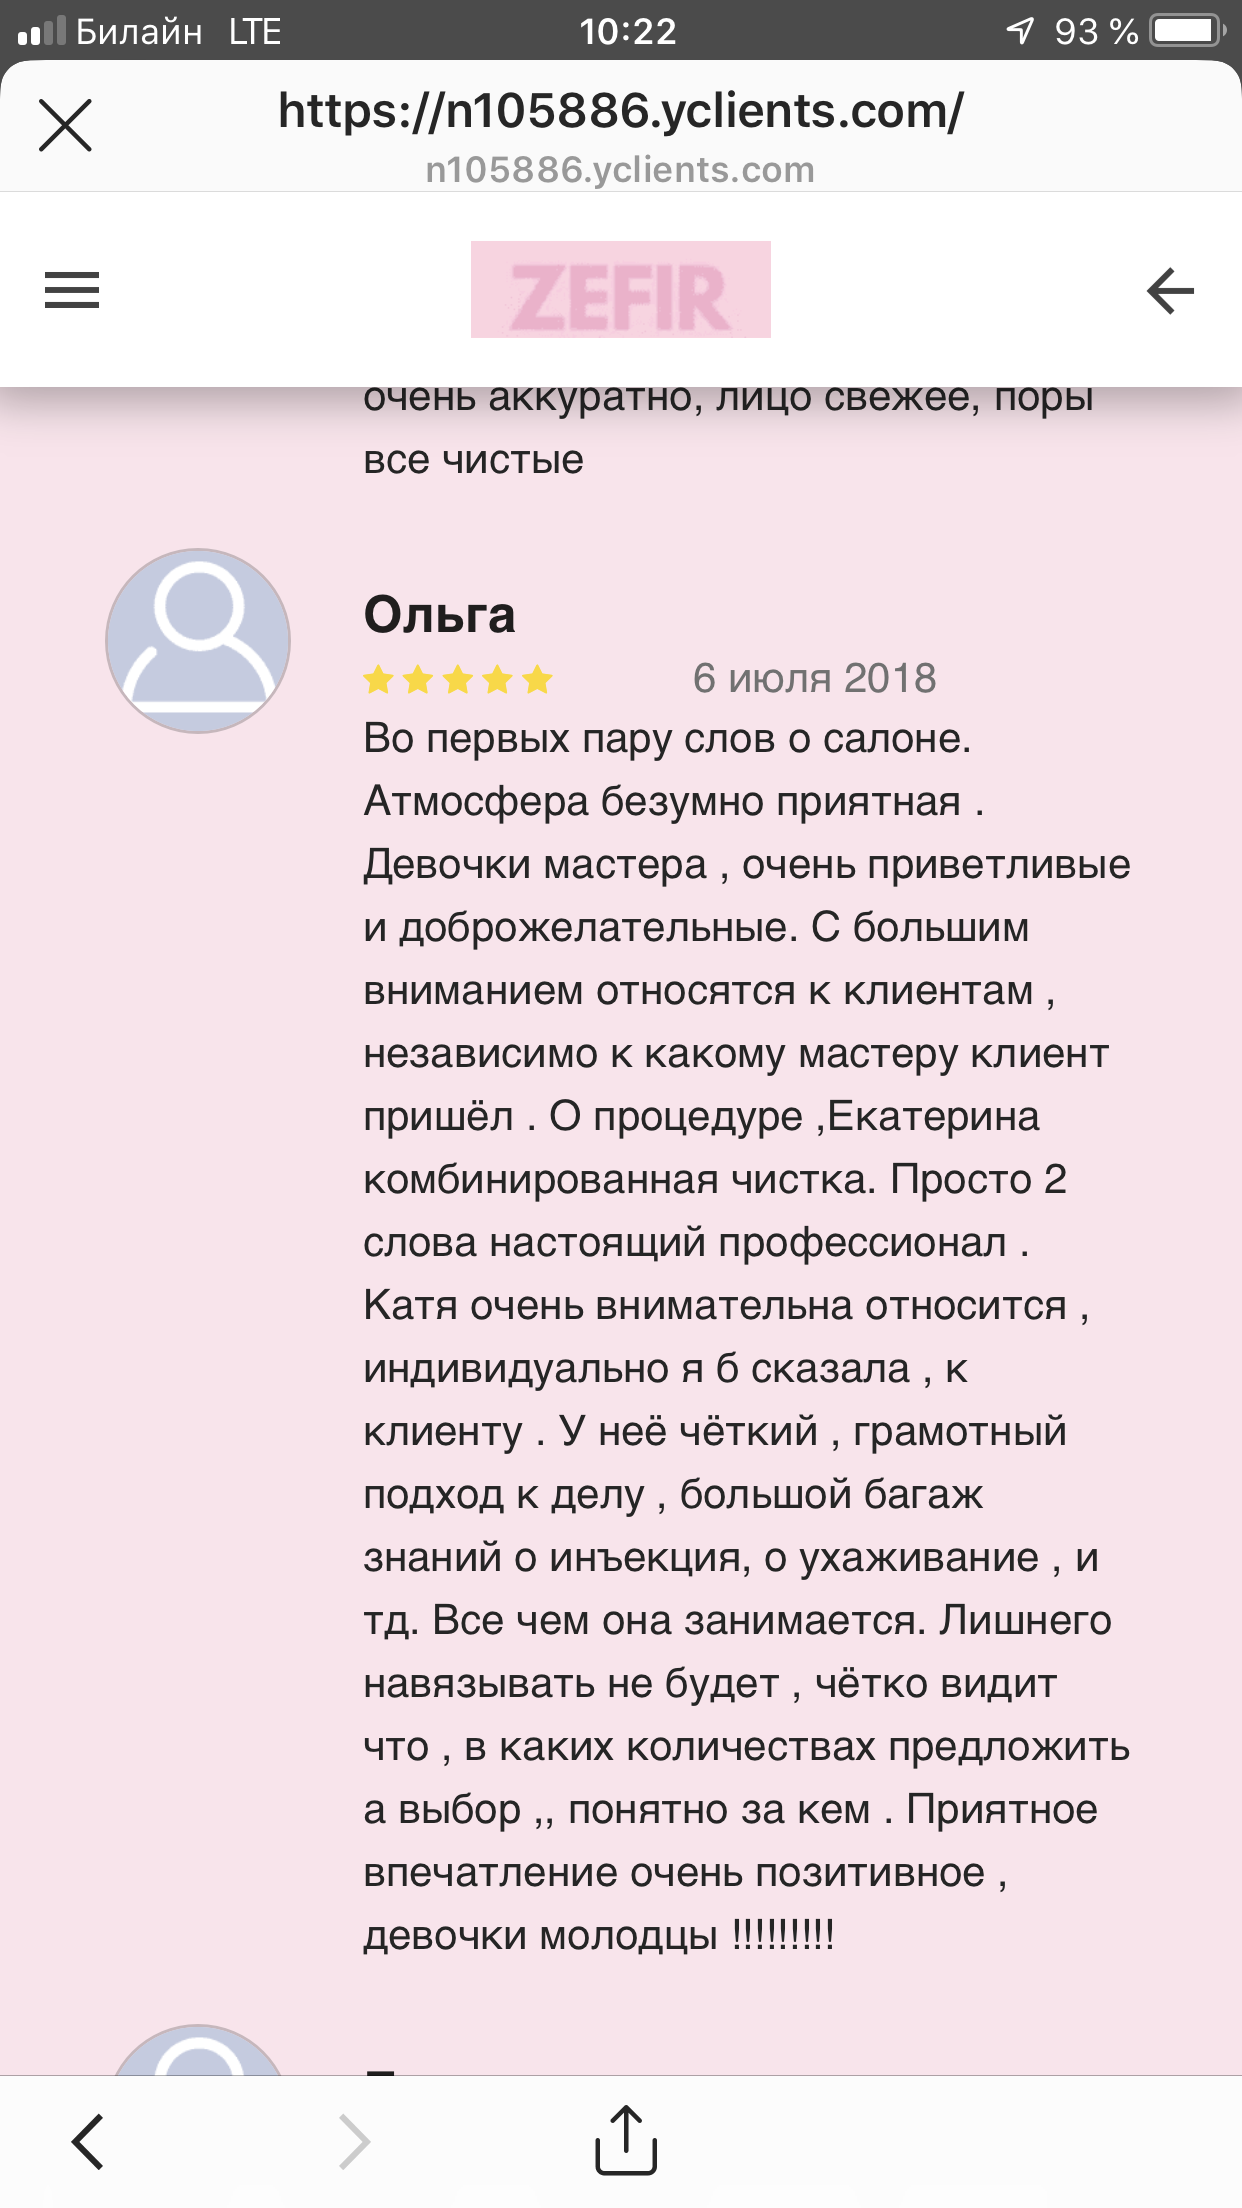 Билайн LTE 10:22 93 %
https://n105886.yclients.com/
n105886.yclients.com
ZEFIR
очень аккуратно, лицо свежее, поры
все чистые
Ольга
6 июля 2018
Во первых пару слов о салоне.
Атмосфера безумно приятная .
Девочки мастера , очень приветливые
и доброжелательные. С большим
вниманием относятся к клиентам ,
независимо к какому мастеру клиент
пришёл . О процедуре ,Екатерина
комбинированная чистка. Просто 2
слова настоящий профессионал .
Катя очень внимательна относится ,
индивидуально я б сказала , к
клиенту . У неё чёткий , грамотный
подход к делу , большой багаж
знаний о инъекция, о ухаживание , и
тд. Все чем она занимается. Лишнего
навязывать не будет , чётко видит
что , в каких количествах предложить
а выбор ,, понятно за кем . Приятное
впечатление очень позитивное ,
девочки молодцы !!!!!!!!!